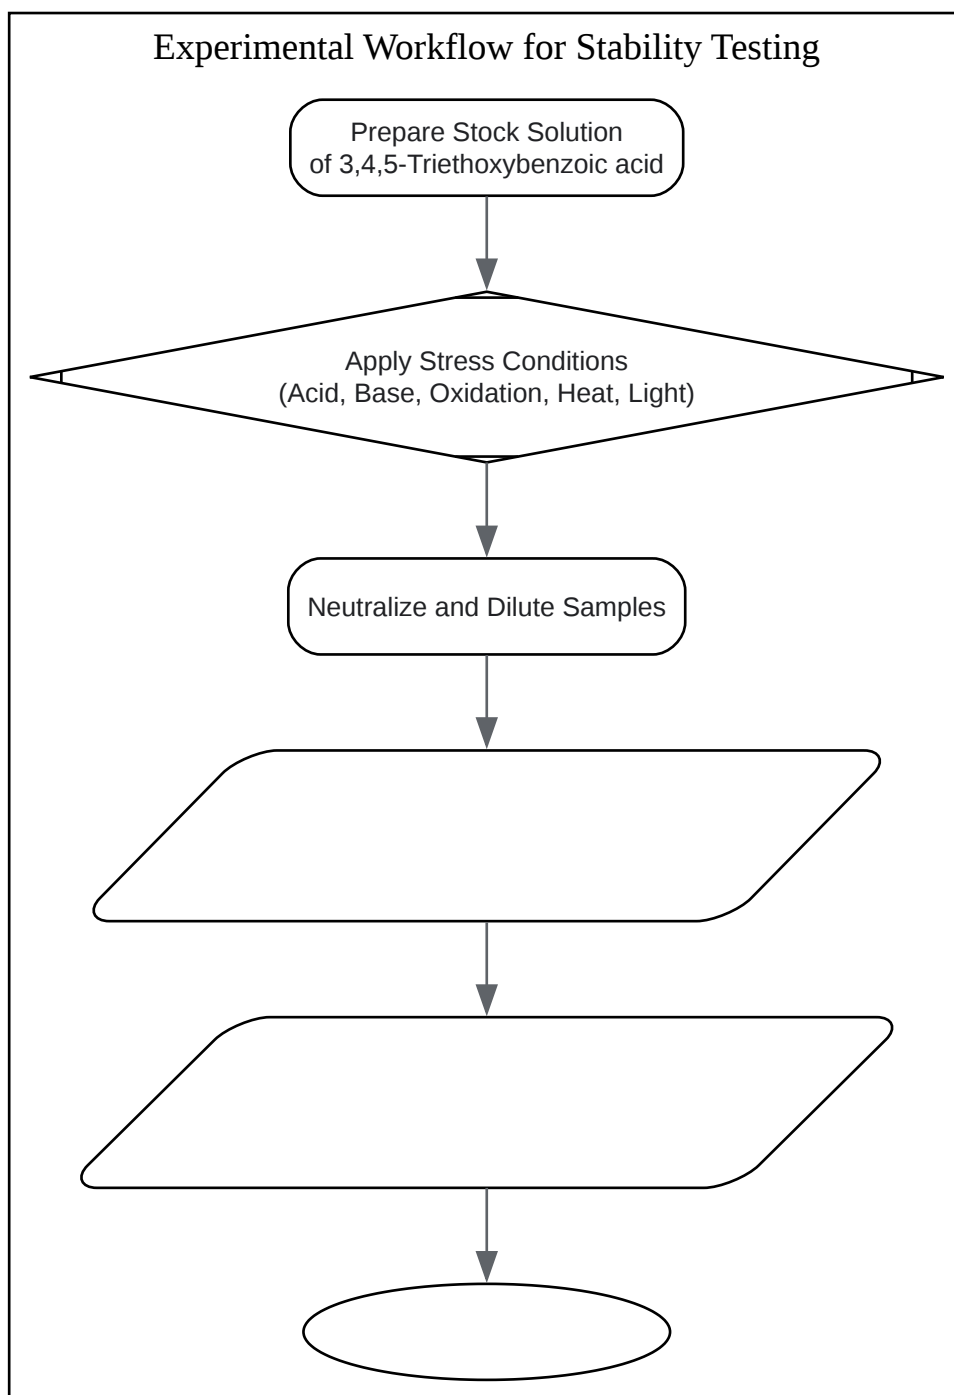 Experimental Workflow for Stability Testing
Prepare Stock Solution
of 3,4,5-Triethoxybenzoic acid
Apply Stress Conditions
(Acid, Base, Oxidation, Heat, Light)
Neutralize and Dilute Samples